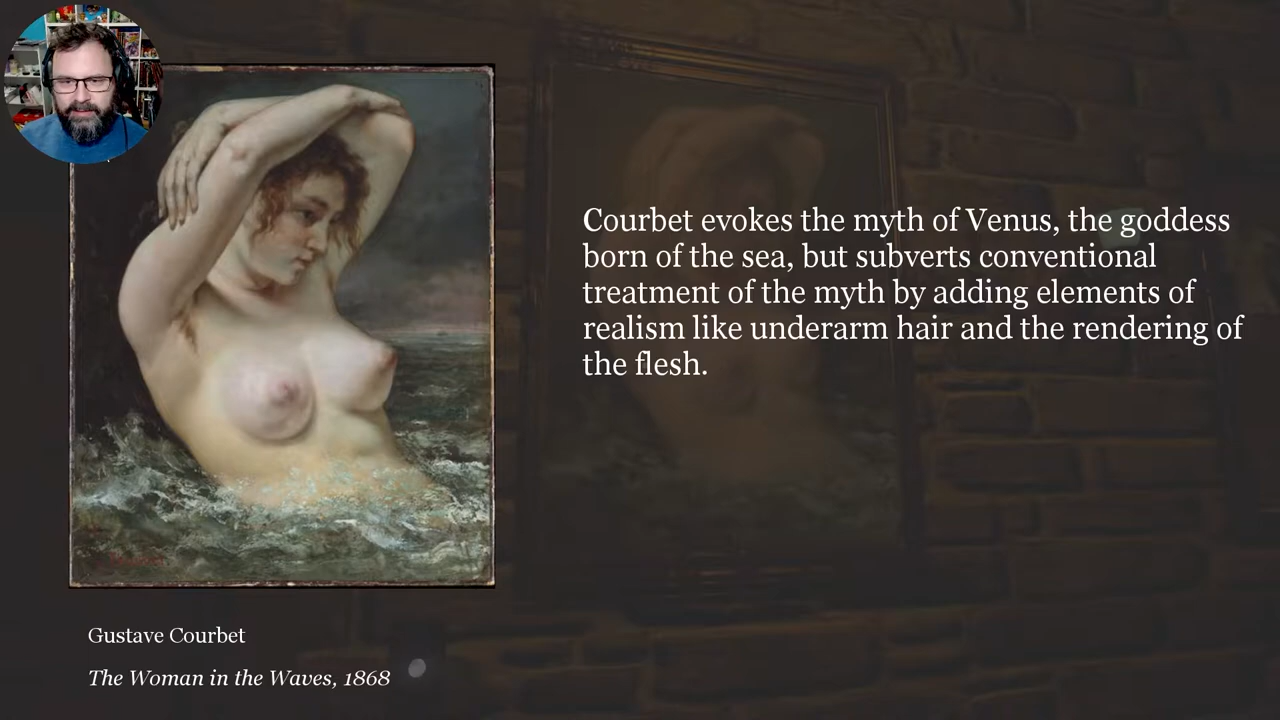 Courbet evokes the myth of Venus, the goddess
born of the sea, but subverts conventional
treatment of the myth by adding elements of
realism like underarm hair and the rendering of
the flesh.
Gustave Courbet
The Woman in the Waves, 1868